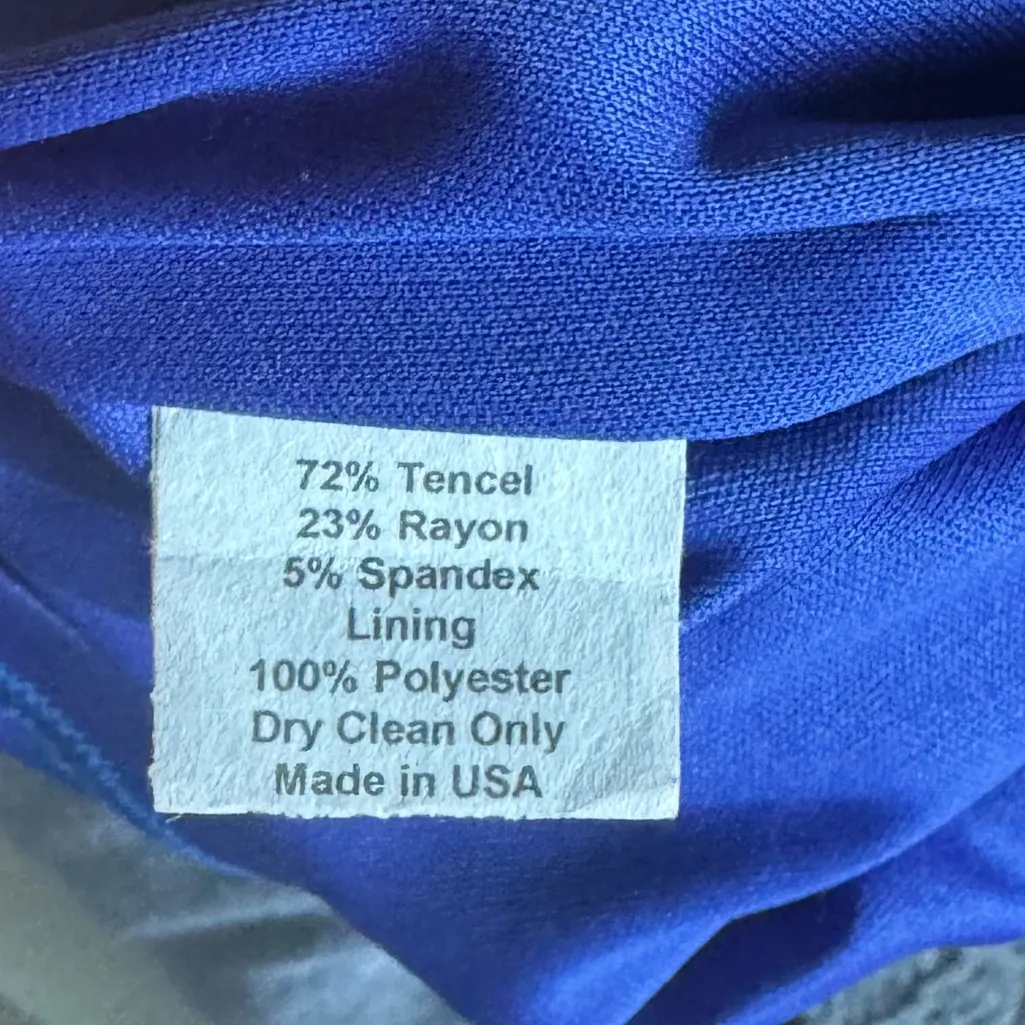 72% Tencel
23% Rayon
5% Spandex
Lining
100% Polyester
Dry Clean Only
Made in USA